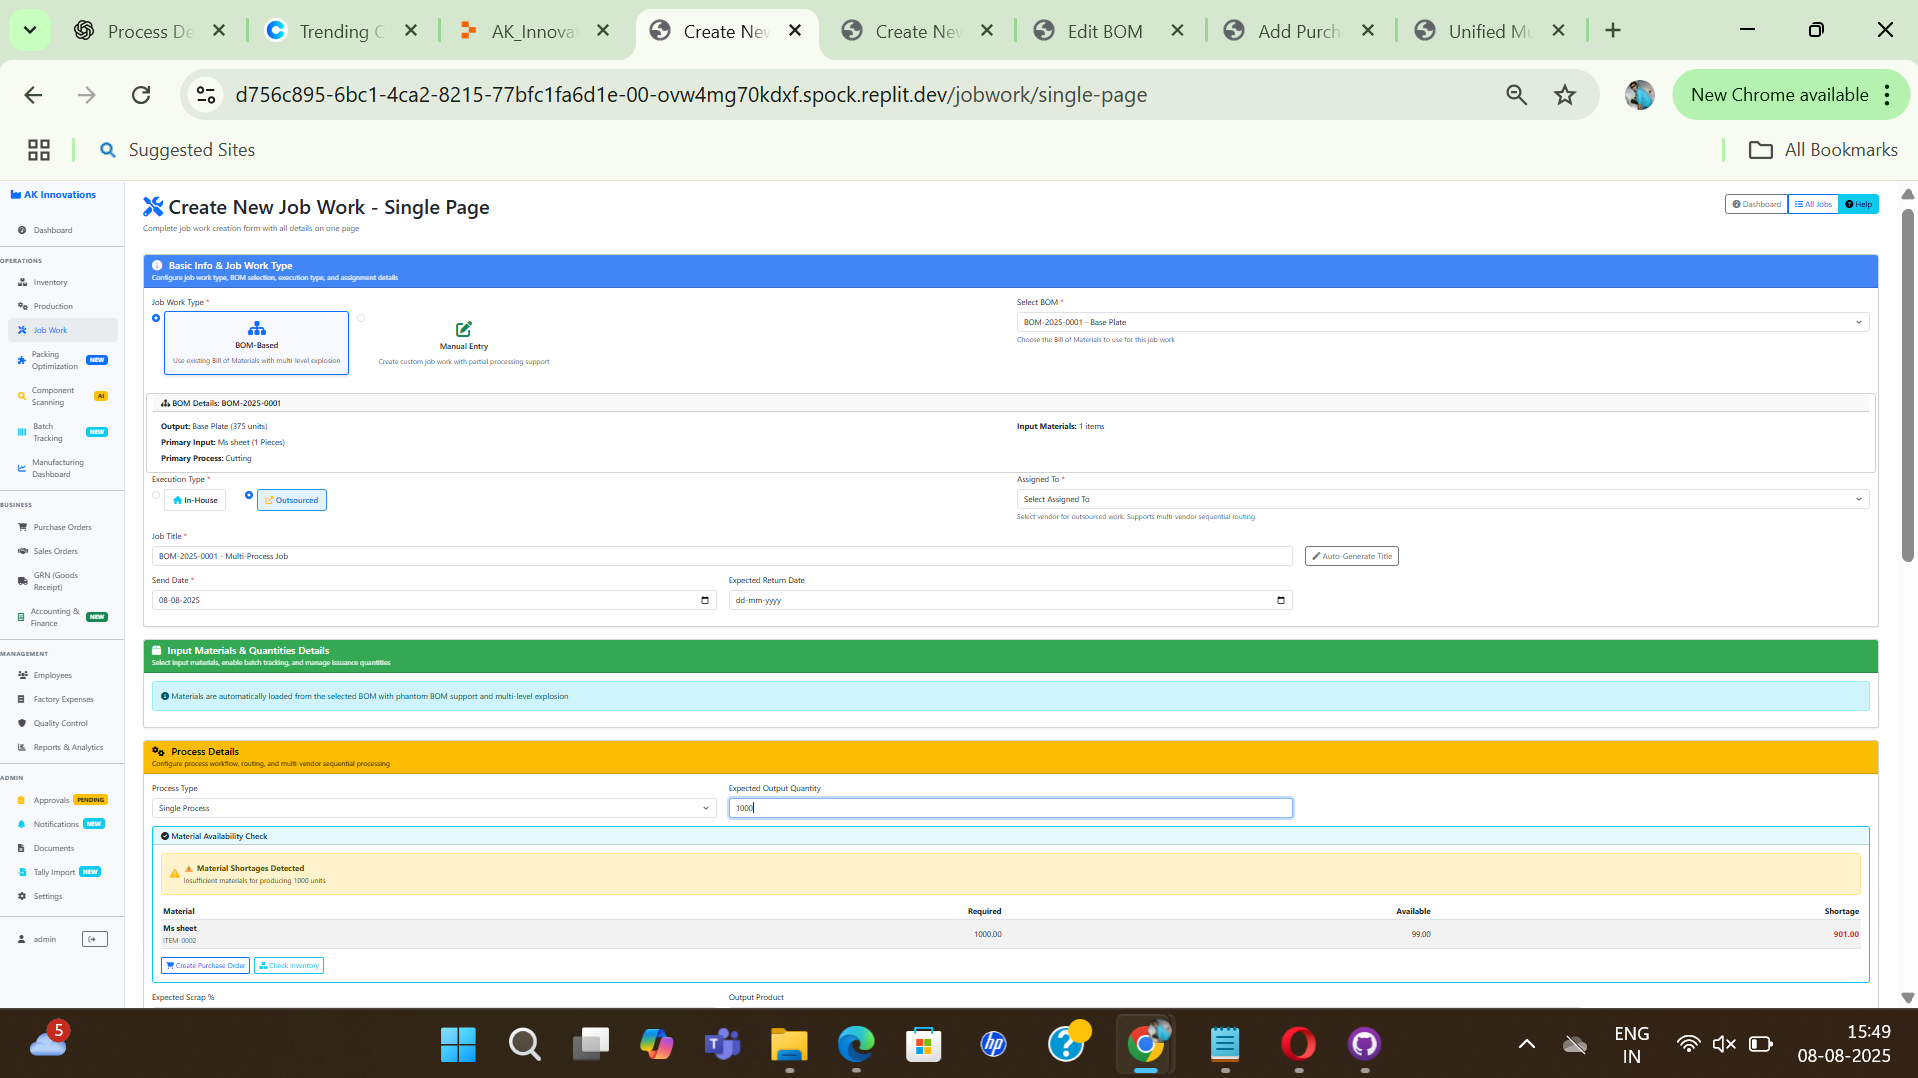 Process De
Trending C
AK_Innova
Create New
Create New
Edit BOM
Add Purch
Unified Mu
d756c895-6bc1-4ca2-8215-77bfc1fa6d1e-00-ovw4mg70kdxf.spock.replit.dev/jobwork/single-page
New Chrome available
Suggested Sites
All Bookmarks
AK Innovations
Dashboard
OPERATIONS
Inventory
Production
Job Work
Packing Optimization NEW
Component Scanning AI
Batch Tracking NEW
Manufacturing Dashboard
BUSINESS
Purchase Orders
Sales Orders
GRN (Goods Receipt)
Accounting & Finance NEW
MANAGEMENT
Employees
Factory Expenses
Quality Control
Reports & Analytics
ADMIN
Approvals PENDING
Notifications NEW
Documents
Tally Import NEW
Settings
admin
Create New Job Work - Single Page
Complete job work creation form with all details on one page
Dashboard All Jobs Help
Basic Info & Job Work Type
Configure job work type, BOM selection, execution type, and assignment details
Job Work Type *
BOM-Based
Use existing Bill of Materials with multi-level explosion
Manual Entry
Create custom job work with partial processing support
Select BOM *
BOM-2025-0001 - Base Plate
Choose the Bill of Materials to use for this job work
BOM Details: BOM-2025-0001
Output: Base Plate (375 units)
Primary Input: Ms sheet (1 Pieces)
Primary Process: Cutting
Input Materials: 1 items
Execution Type *
In-House
Outsourced
Assigned To *
Select Assigned To
Select vendor for outsourced work. Supports multi-vendor sequential routing.
Job Title *
BOM-2025-0001 - Multi-Process Job
Auto-Generate Title
Send Date *
08-08-2025
Expected Return Date
dd-mm-yyyy
Input Materials & Quantities Details
Select input materials, enable batch tracking, and manage issuance quantities
Materials are automatically loaded from the selected BOM with phantom BOM support and multi-level explosion
Process Details
Configure process workflow, routing, and multi-vendor sequential processing
Process Type
Single Process
Expected Output Quantity
1000
Material Availability Check
Material Shortages Detected
Insufficient materials for producing 1000 units
Material Required Available Shortage
Ms sheet
ITEM-0002
1000.00 99.00 901.00
Create Purchase Order Check Inventory
Expected Scrap %
Output Product
5
hp
ENG
IN
15:49
08-08-2025